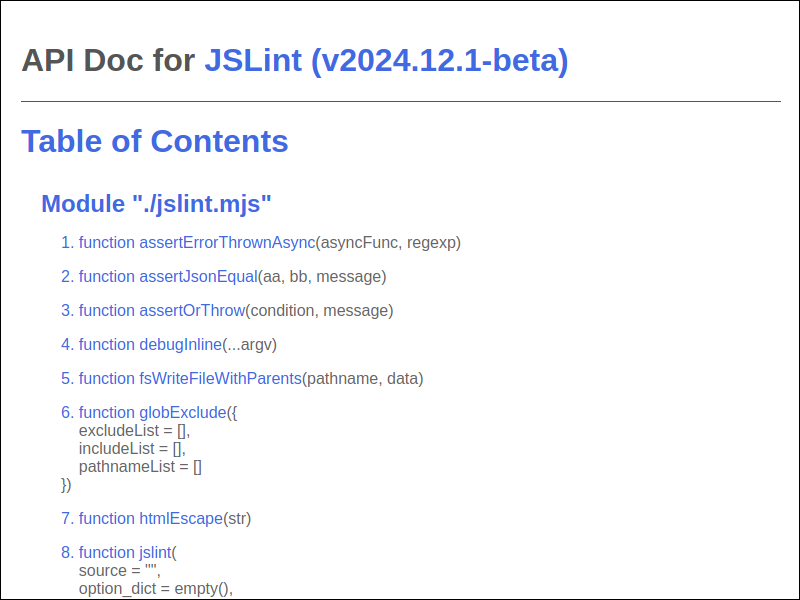 API Doc for JSLint (v2024.12.1-beta)
Table of Contents
Module "./jslint.mjs"
1. function assertErrorThrownAsync(asyncFunc, regexp)
2. function assertJsonEqual(aa, bb, message)
3. function assertOrThrow(condition, message)
4. function debugInline(...argv)
5. function fsWriteFileWithParents(pathname, data)
6. function globExclude({
excludeList = [],
includeList = [],
pathnameList = []
})
7. function htmlEscape(str)
8. function jslint(
source = "",
option_dict = empty(),